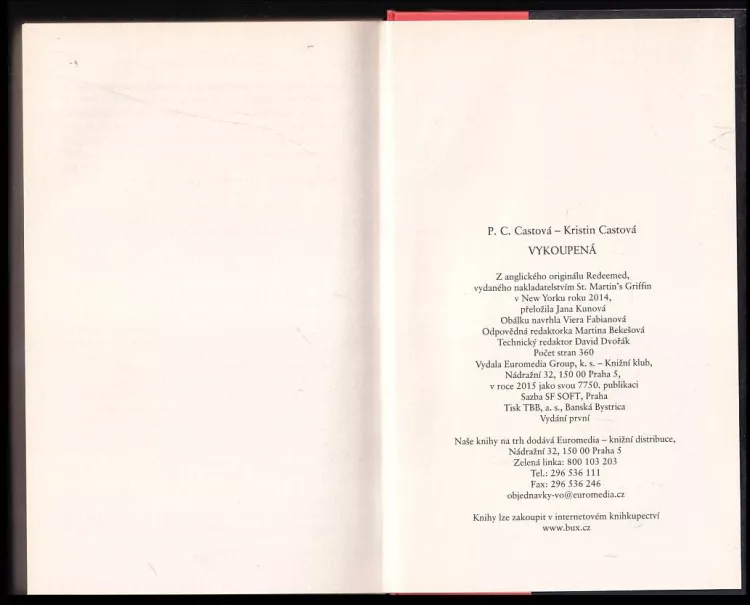 P. C. Castová – Kristin Castová
VYKOUPENÁ
Z anglického originálu Redeemed,
vydaného nakladatelstvím St. Martin's Griffin
v New Yorku roku 2014,
přeložila Jana Kunová
Obálku navrhla Viera Fabianová
Odpovědná redaktorka Martina Bekešová
Technický redaktor David Dvořák
Počet stran 360
Vydala Euromedia Group, k. s. – Knižní klub,
Nádražní 32, 150 00 Praha 5,
v roce 2015 jako svou 7750. publikaci
Sazba SF SOFT, Praha
Tisk TBB, a. s., Banská Bystrica
Vydání první
Naše knihy na trh dodává Euromedia – knižní distribuce,
Nádražní 32, 150 00 Praha 5
Zelená linka: 800 103 203
Tel.: 296 536 111
Fax: 296 536 246
objednavky-vo@euromedia.cz
Knihy lze zakoupit v internetovém knihkupectví
www.bux.cz